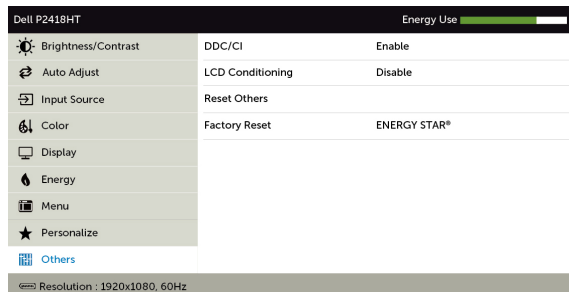 Dell P2418HT Energy Use
Brightness/Contrast DDC/CI Enable
Auto Adjust LCD Conditioning Disable
Input Source Reset Others
Color Factory Reset ENERGY STAR®
Display
Energy
Menu
Personalize
Others
Resolution : 1920x1080, 60Hz